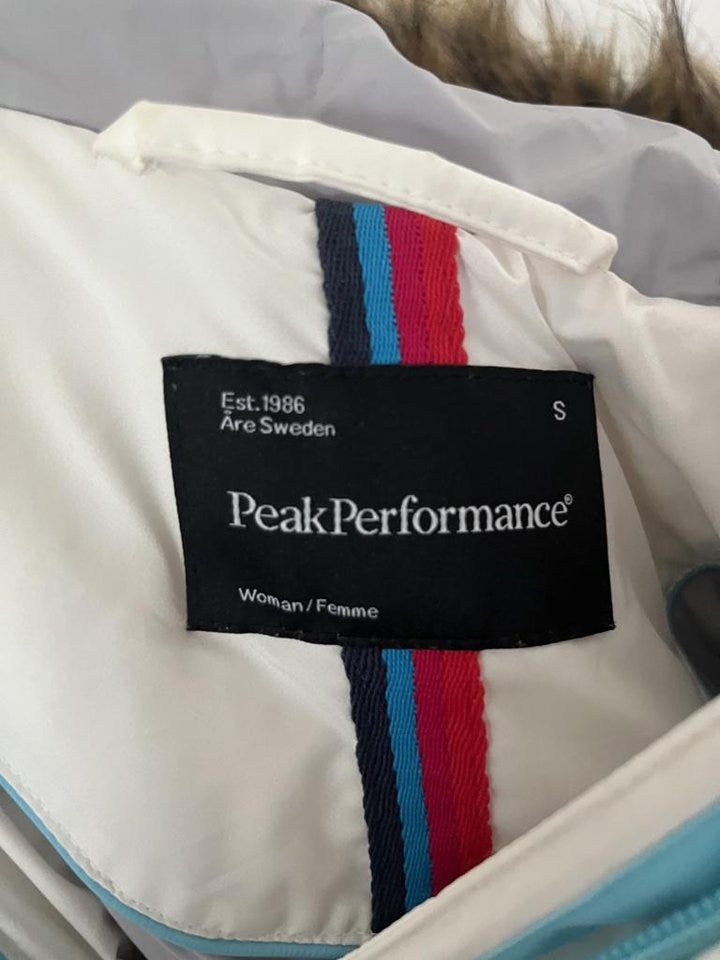 Est.1986
S
Åre Sweden
PeakPerformance®
Woman/Femme